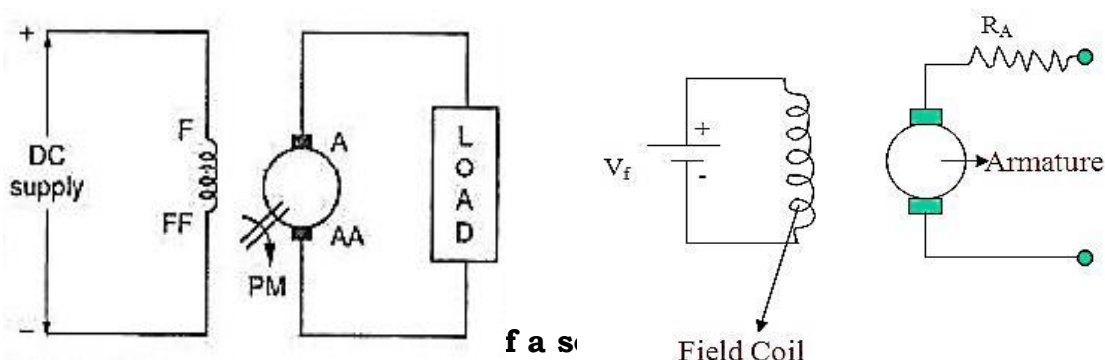 +
DC
supply
–
F
FF
A
AA
PM
L
O
A
D
f a s
V_f
+
-
R_A
Armature
Field Coil